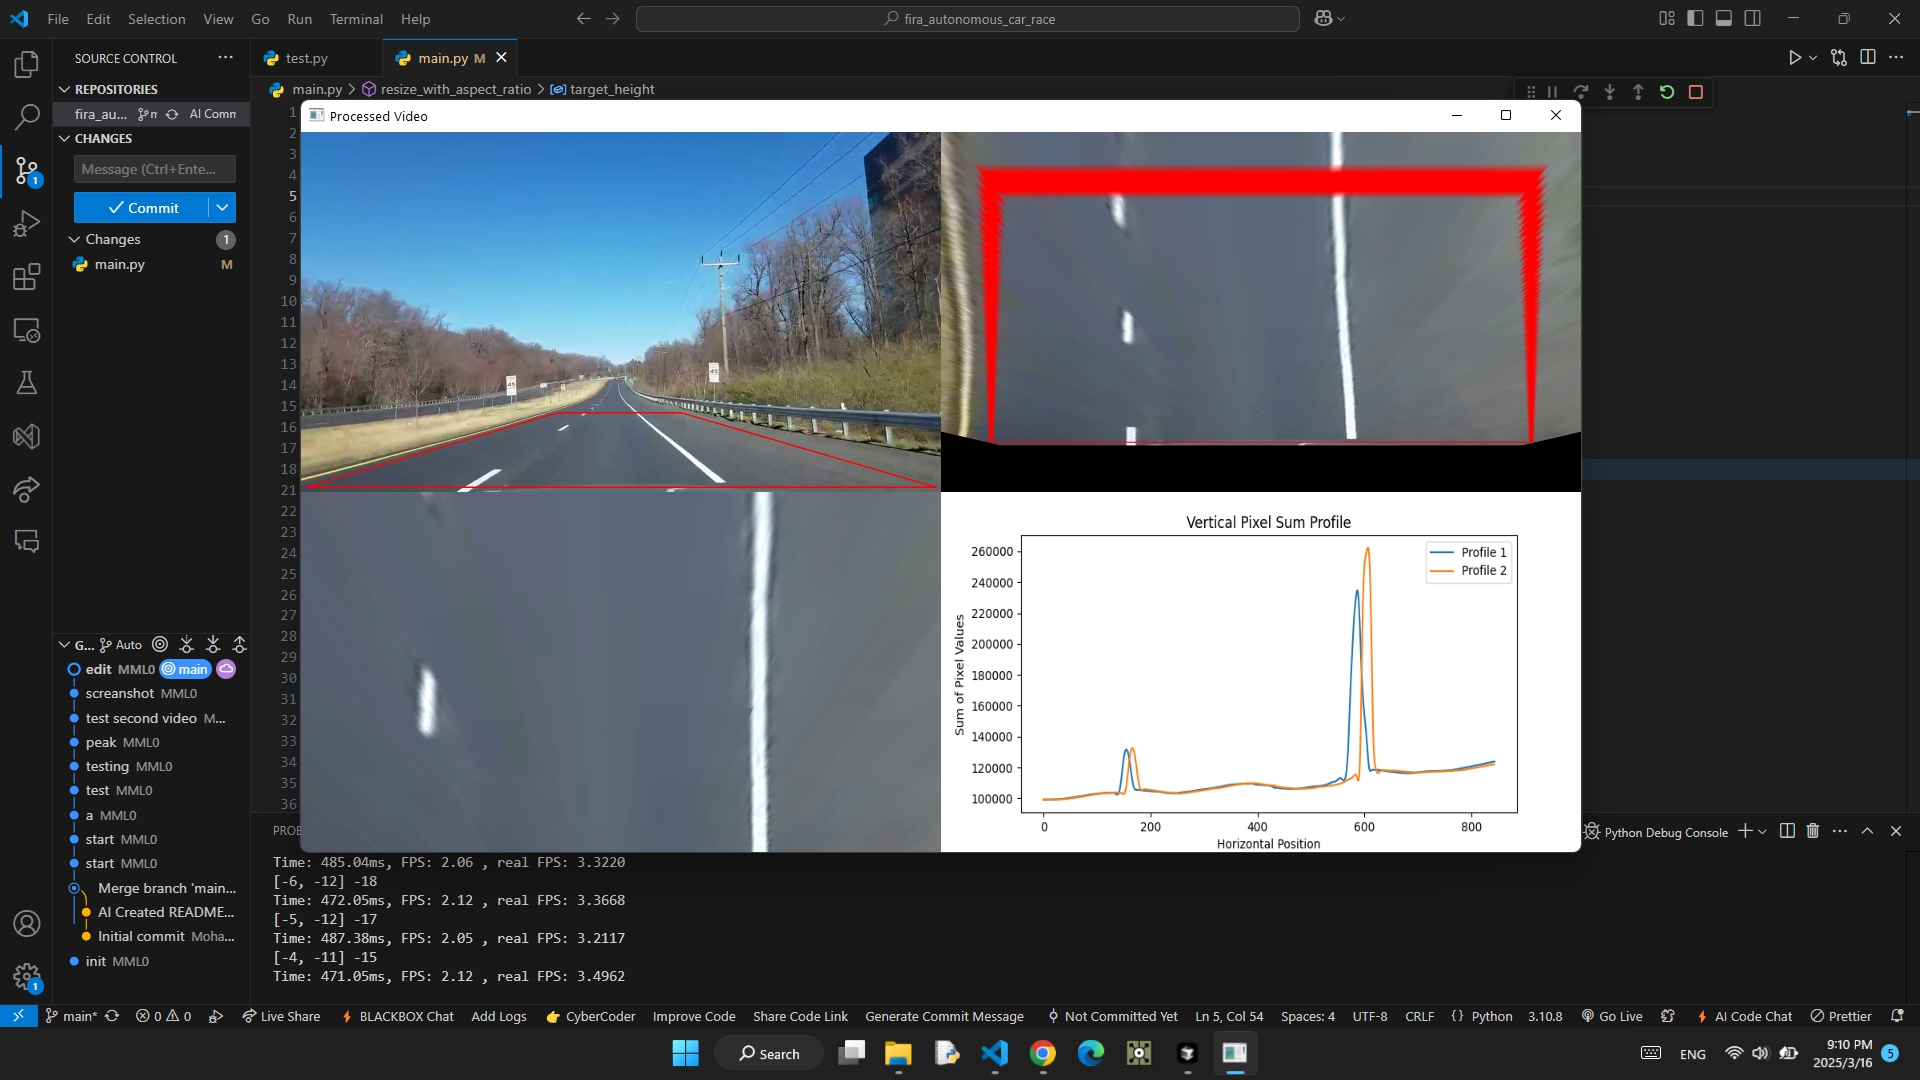 File Edit Selection View Go Run Terminal Help
fira_autonomous_car_race
SOURCE CONTROL
test.py
main.py M
REPOSITORIES
main.py > resize_with_aspect_ratio > target_height
fira_au... AI Comm
CHANGES
Message (Ctrl+Ente...
Commit
Changes 1
main.py M
1
2
3
4
5
6
7
8
9
10
11
12
13
14
15
16
17
18
21
22
23
24
25
26
27
28
29
30
31
32
33
34
35
36
Processed Video
45
45
Vertical Pixel Sum Profile
Profile 1
Profile 2
260000
240000
220000
200000
180000
160000
140000
120000
100000
Sum of Pixel Values
0 200 400 600 800
Horizontal Position
G... Auto
edit MML0 main
screanshot MML0
test second video M...
peak MML0
testing MML0
test MML0
a MML0
start MML0
start MML0
Merge branch 'main...
AI Created README...
Initial commit Moha...
init MML0
PROB
Python Debug Console
Time: 485.04ms, FPS: 2.06 , real FPS: 3.3220
[-6, -12] -18
Time: 472.05ms, FPS: 2.12 , real FPS: 3.3668
[-5, -12] -17
Time: 487.38ms, FPS: 2.05 , real FPS: 3.2117
[-4, -11] -15
Time: 471.05ms, FPS: 2.12 , real FPS: 3.4962
1
1
main* 0 0 Live Share BLACKBOX Chat Add Logs CyberCoder Improve Code Share Code Link Generate Commit Message Not Committed Yet Ln 5, Col 54 Spaces: 4 UTF-8 CRLF {} Python 3.10.8 Go Live AI Code Chat Prettier
Search
ENG
9:10 PM
2025/3/16
5